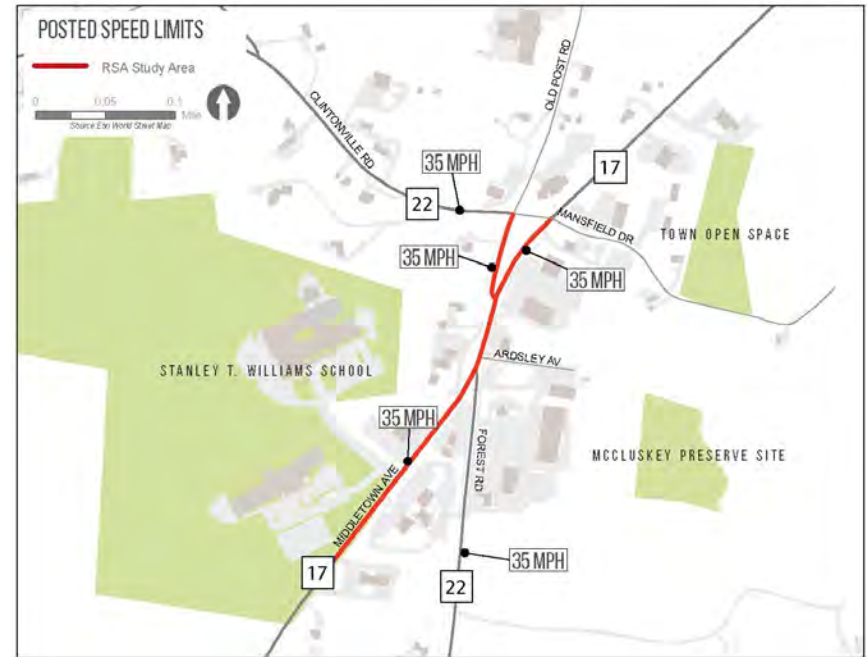 POSTED SPEED LIMITS
RSA Study Area
0 0.05 0.1
Mile
Source Esri World Street Map
CLINTONVILLE RD
OLD POST RD
35 MPH
17
22
MANSFIELD DR
TOWN OPEN SPACE
35 MPH
35 MPH
ARDSLEY AV
STANLEY T. WILLIAMS SCHOOL
35 MPH
FOREST RD
MCCLUSKEY PRESERVE SITE
MIDDLETOWN AVE
35 MPH
17
22